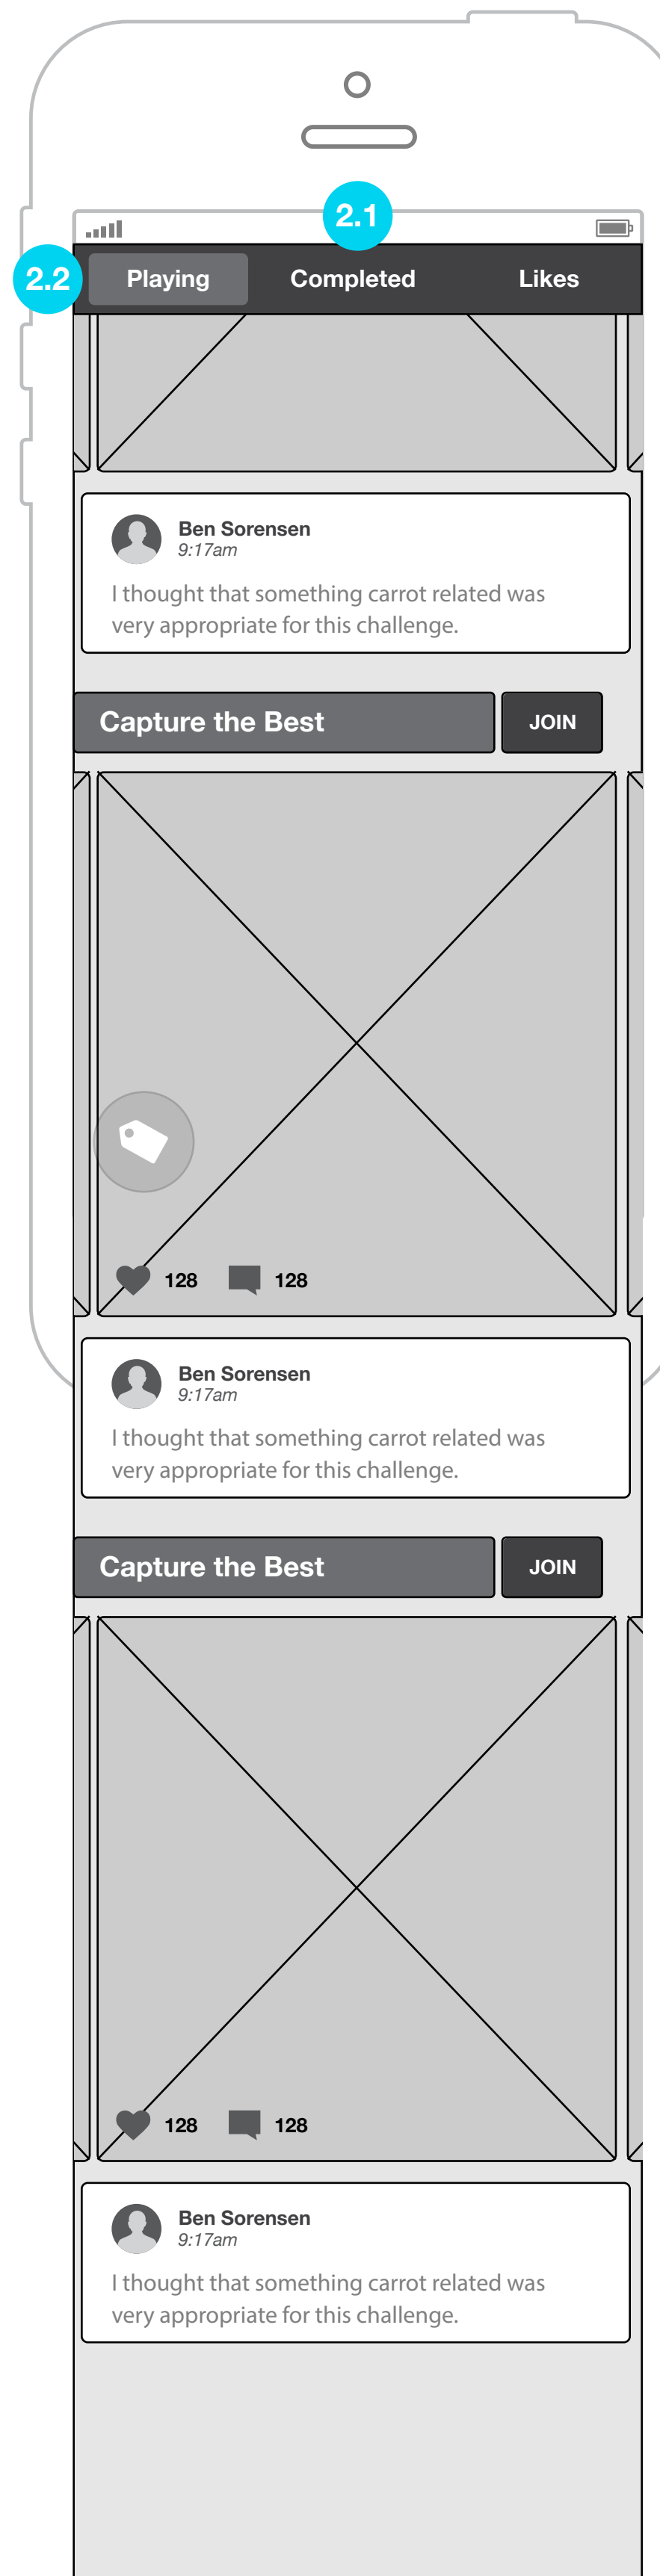 2.1
2.2
Playing Completed Likes
Ben Sorensen
9:17am
I thought that something carrot related was
very appropriate for this challenge.
Capture the Best JOIN
128 128
Ben Sorensen
9:17am
I thought that something carrot related was
very appropriate for this challenge.
Capture the Best JOIN
128 128
Ben Sorensen
9:17am
I thought that something carrot related was
very appropriate for this challenge.